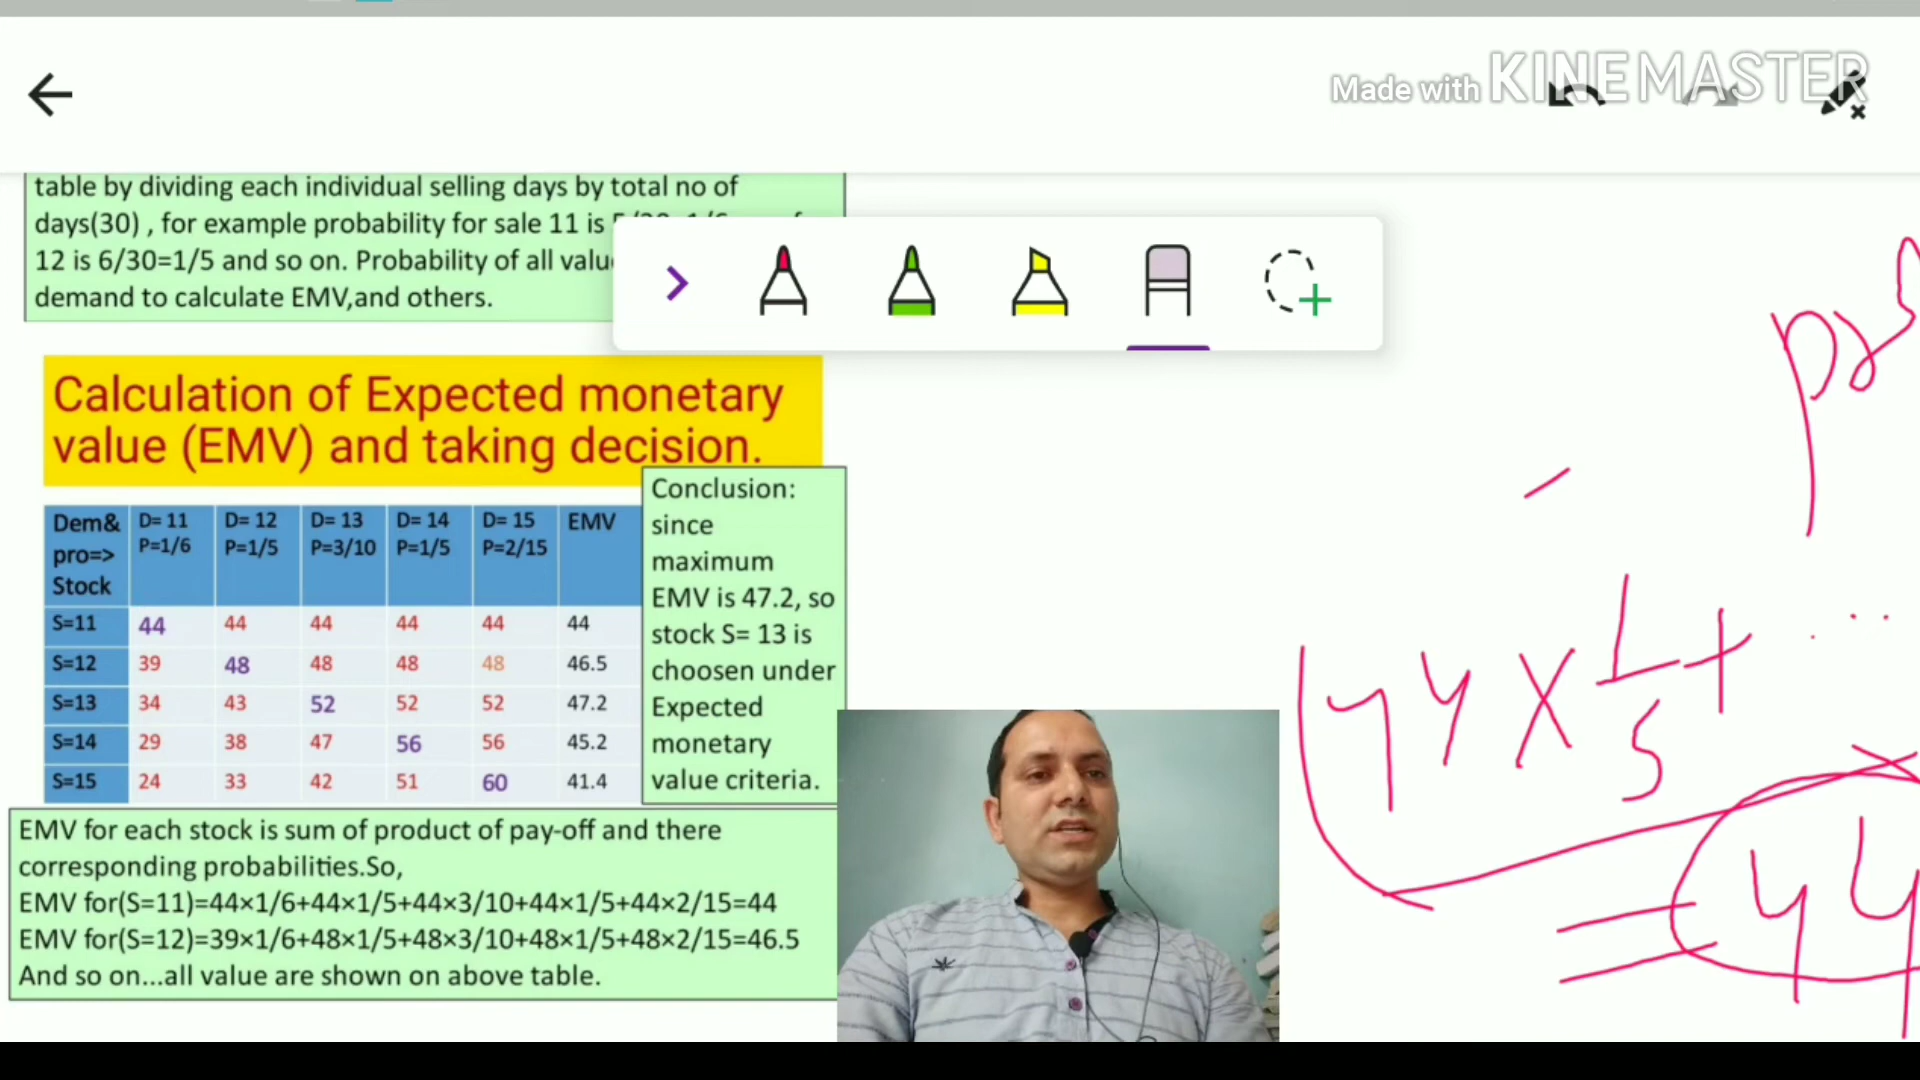 Made with KINEMASTER
table by dividing each individual selling days by total no of
days(30) , for example probability for sale 11 is
12 is 6/30=1/5 and so on. Probability of all
demand to calculate EMV,and others.
Calculation of Expected monetary
value (EMV) and taking decision.
Dem& pro=> Stock D= 11 P=1/6 D= 12 P=1/5 D= 13 P=3/10 D= 14 P=1/5 D= 15 P=2/15 EMV
S=11 44 44 44 44 44 44
S=12 39 48 48 48 48 46.5
S=13 34 43 52 52 52 47.2
S=14 29 38 47 56 56 45.2
S=15 24 33 42 51 60 41.4
Conclusion:
since
maximum
EMV is 47.2, so
stock S= 13 is
choosen under
Expected
monetary
value criteria.
EMV for each stock is sum of product of pay-off and there
corresponding probabilities.So,
EMV for(S=11)=44×1/6+44×1/5+44×3/10+44×1/5+44×2/15=44
EMV for(S=12)=39×1/6+48×1/5+48×3/10+48×1/5+48×2/15=46.5
And so on...all value are shown on above table.
44 × 1/5 + ...
= 44